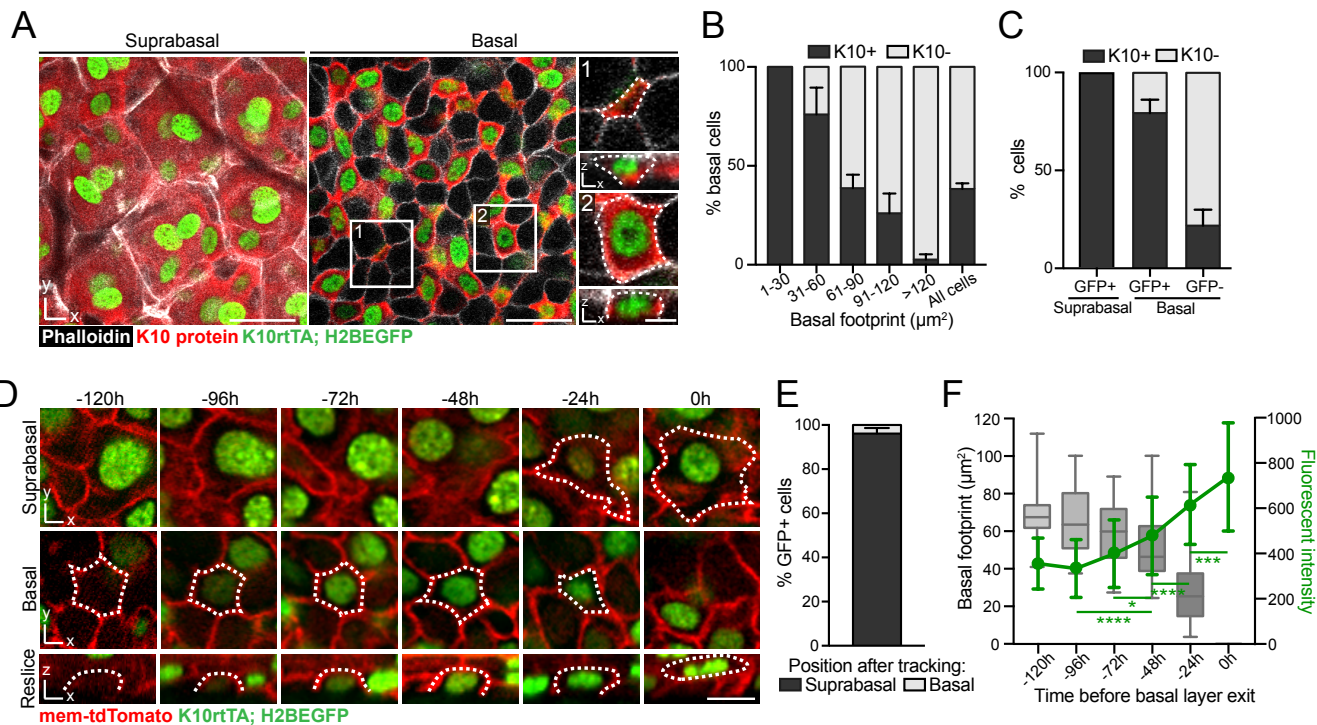 A
Suprabasal
Basal
1
2
1
z
x
2
z
x
y
x
Phalloidin K10 protein K10rtTA; H2BEGFP
B
K10+ K10-
% basal cells
100
50
0
1-30
31-60
61-90
91-120
>120
All cells
Basal footprint (µm²)
C
K10+ K10-
% cells
100
50
0
GFP+ GFP+ GFP-
Suprabasal Basal
D
-120h -96h -72h -48h -24h 0h
Suprabasal
y
x
Basal
y
x
Reslice
z
x
mem-tdTomato K10rtTA; H2BEGFP
E
% GFP+ cells
100
80
60
40
20
0
Position after tracking:
Suprabasal Basal
F
Basal footprint (µm²)
120
100
80
60
40
20
0
Fluorescent intensity
1000
800
600
400
200
0
***
****
*
****
-120h
-96h
-72h
-48h
-24h
0h
Time before basal layer exit